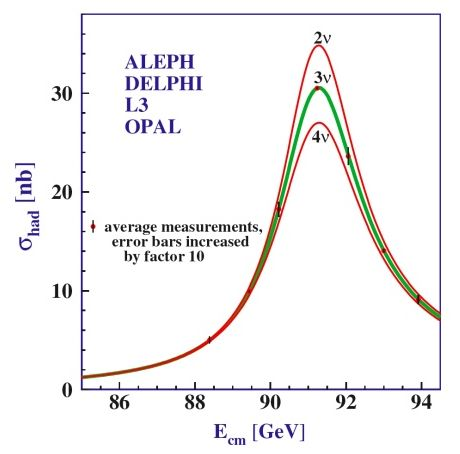 2ν
ALEPH
DELPHI
L3
OPAL
3ν
4ν
30
20
10
0
σhad [nb]
average measurements,
error bars increased
by factor 10
86 88 90 92 94
Ecm [GeV]